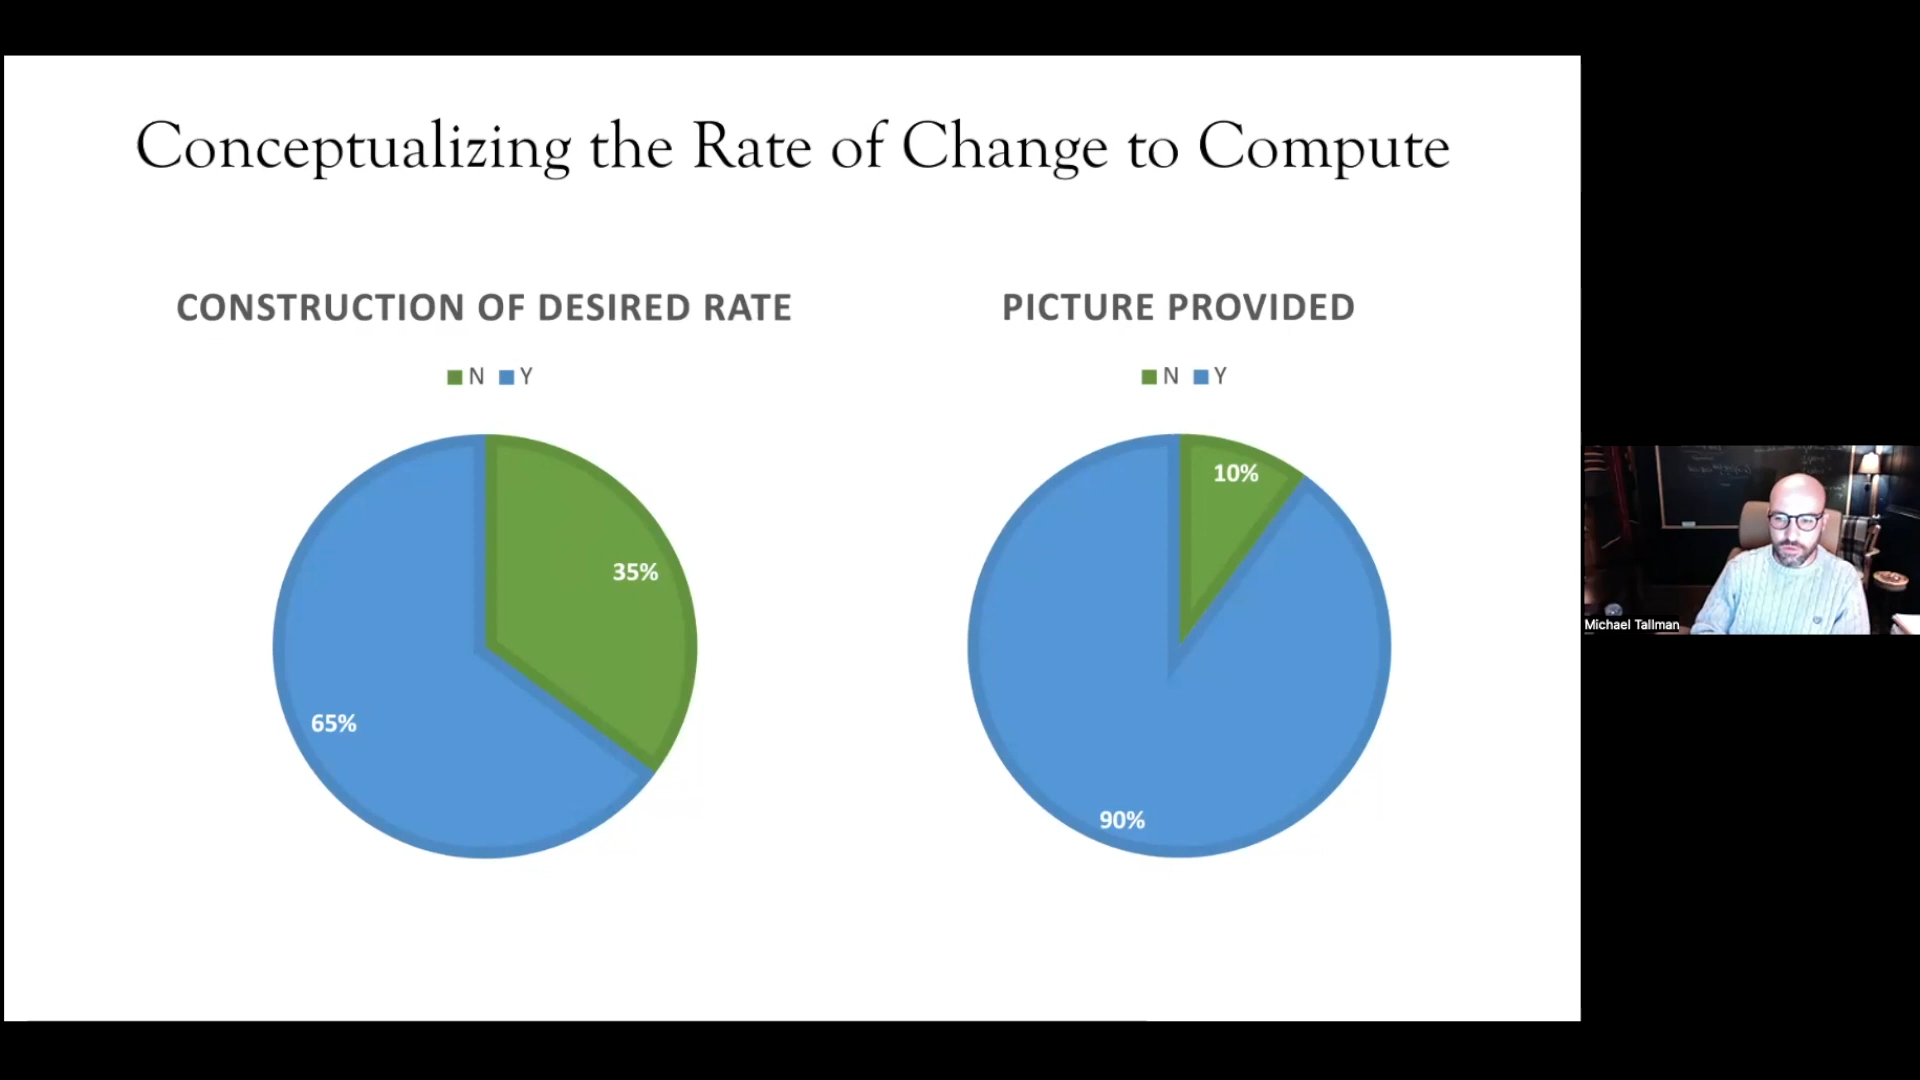 Conceptualizing the Rate of Change to Compute
CONSTRUCTION OF DESIRED RATE
N Y
35%
65%
PICTURE PROVIDED
N Y
10%
90%
Michael Tallman